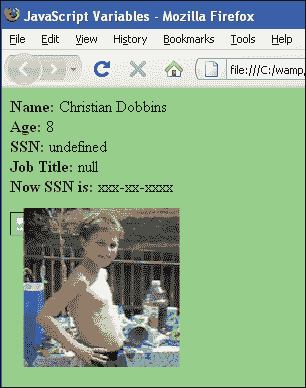 JavaScript Variables - Mozilla Firefox
File Edit View History Bookmarks Tools Help
file:///C:/wamp,
Name: Christian Dobbins
Age: 8
SSN: undefined
Job Title: null
Now SSN is: xxx-xx-xxxx